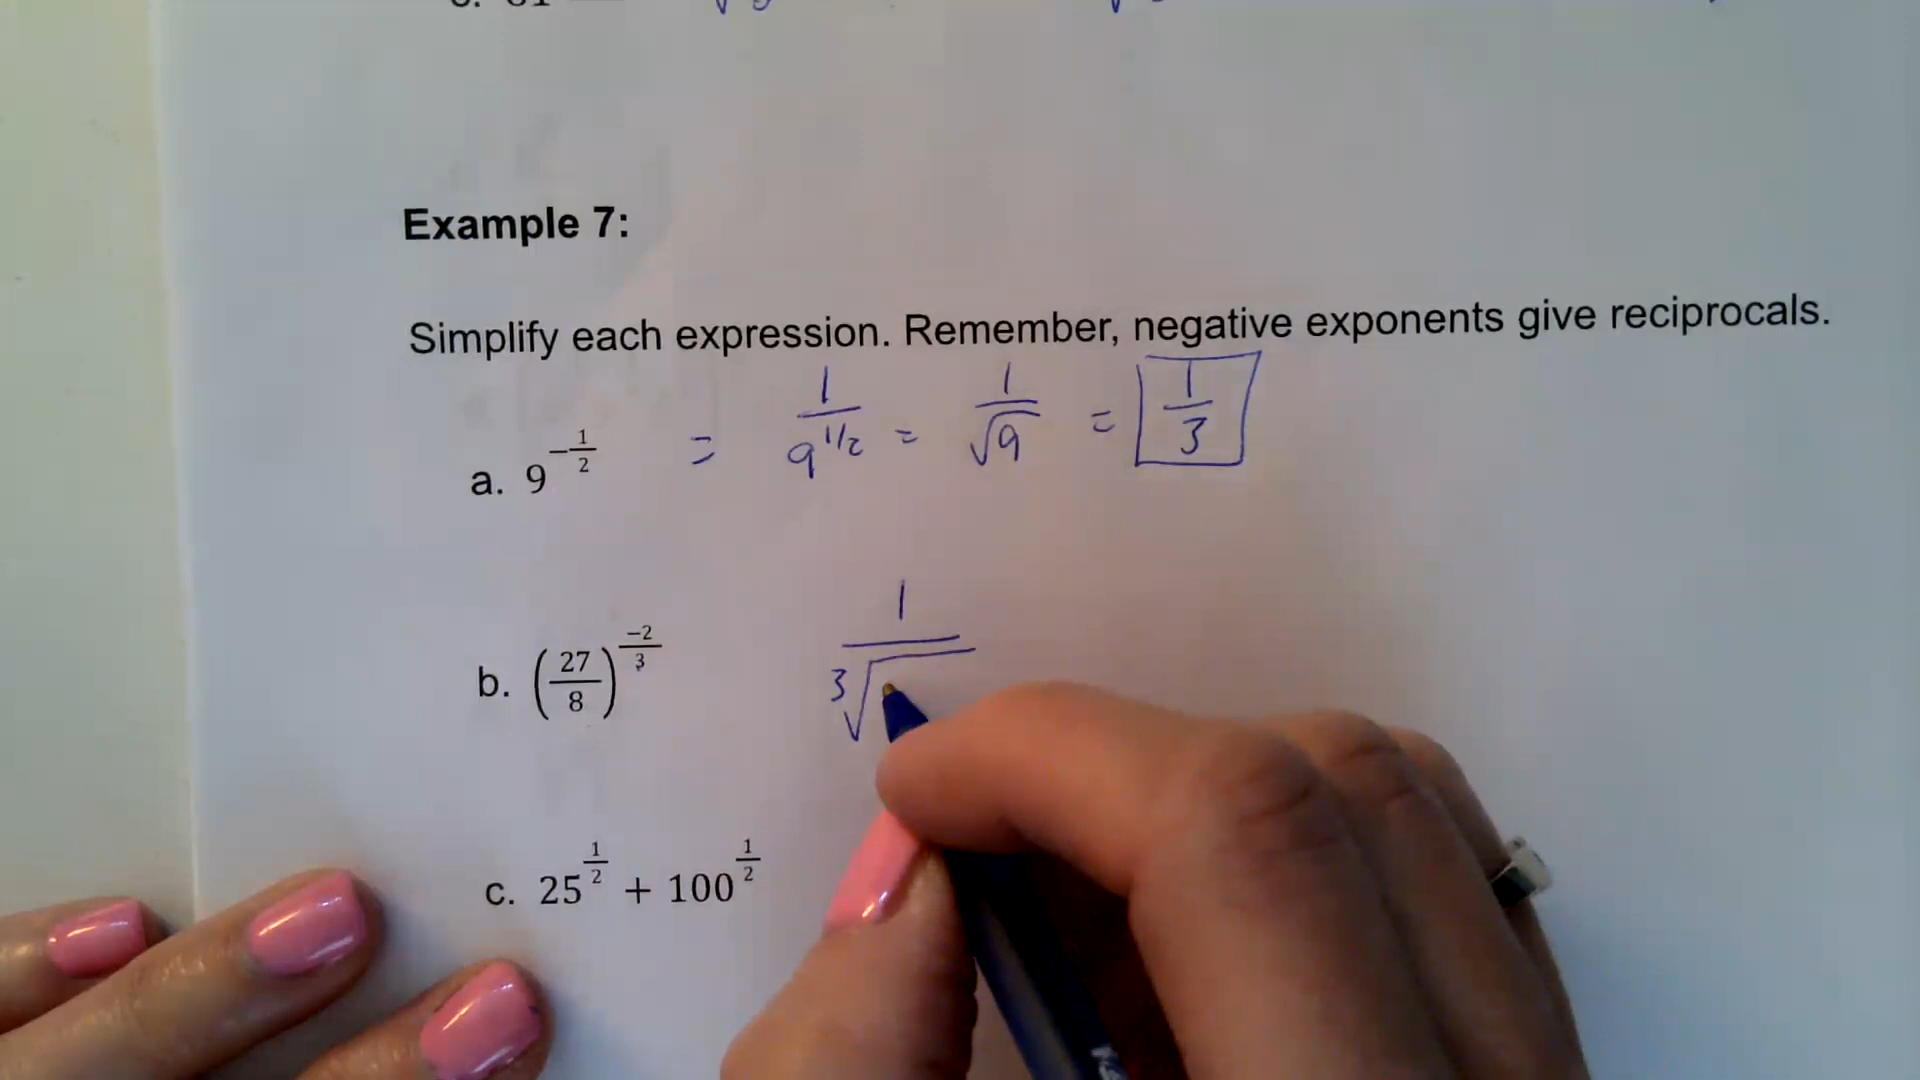 Example 7:
Simplify each expression. Remember, negative exponents give reciprocals.
a. 9^(-1/2) = 1/9^(1/2) = 1/√9 = 1/3
b. (27/8)^(-2/3) 1/∛
c. 25^(1/2) + 100^(1/2)